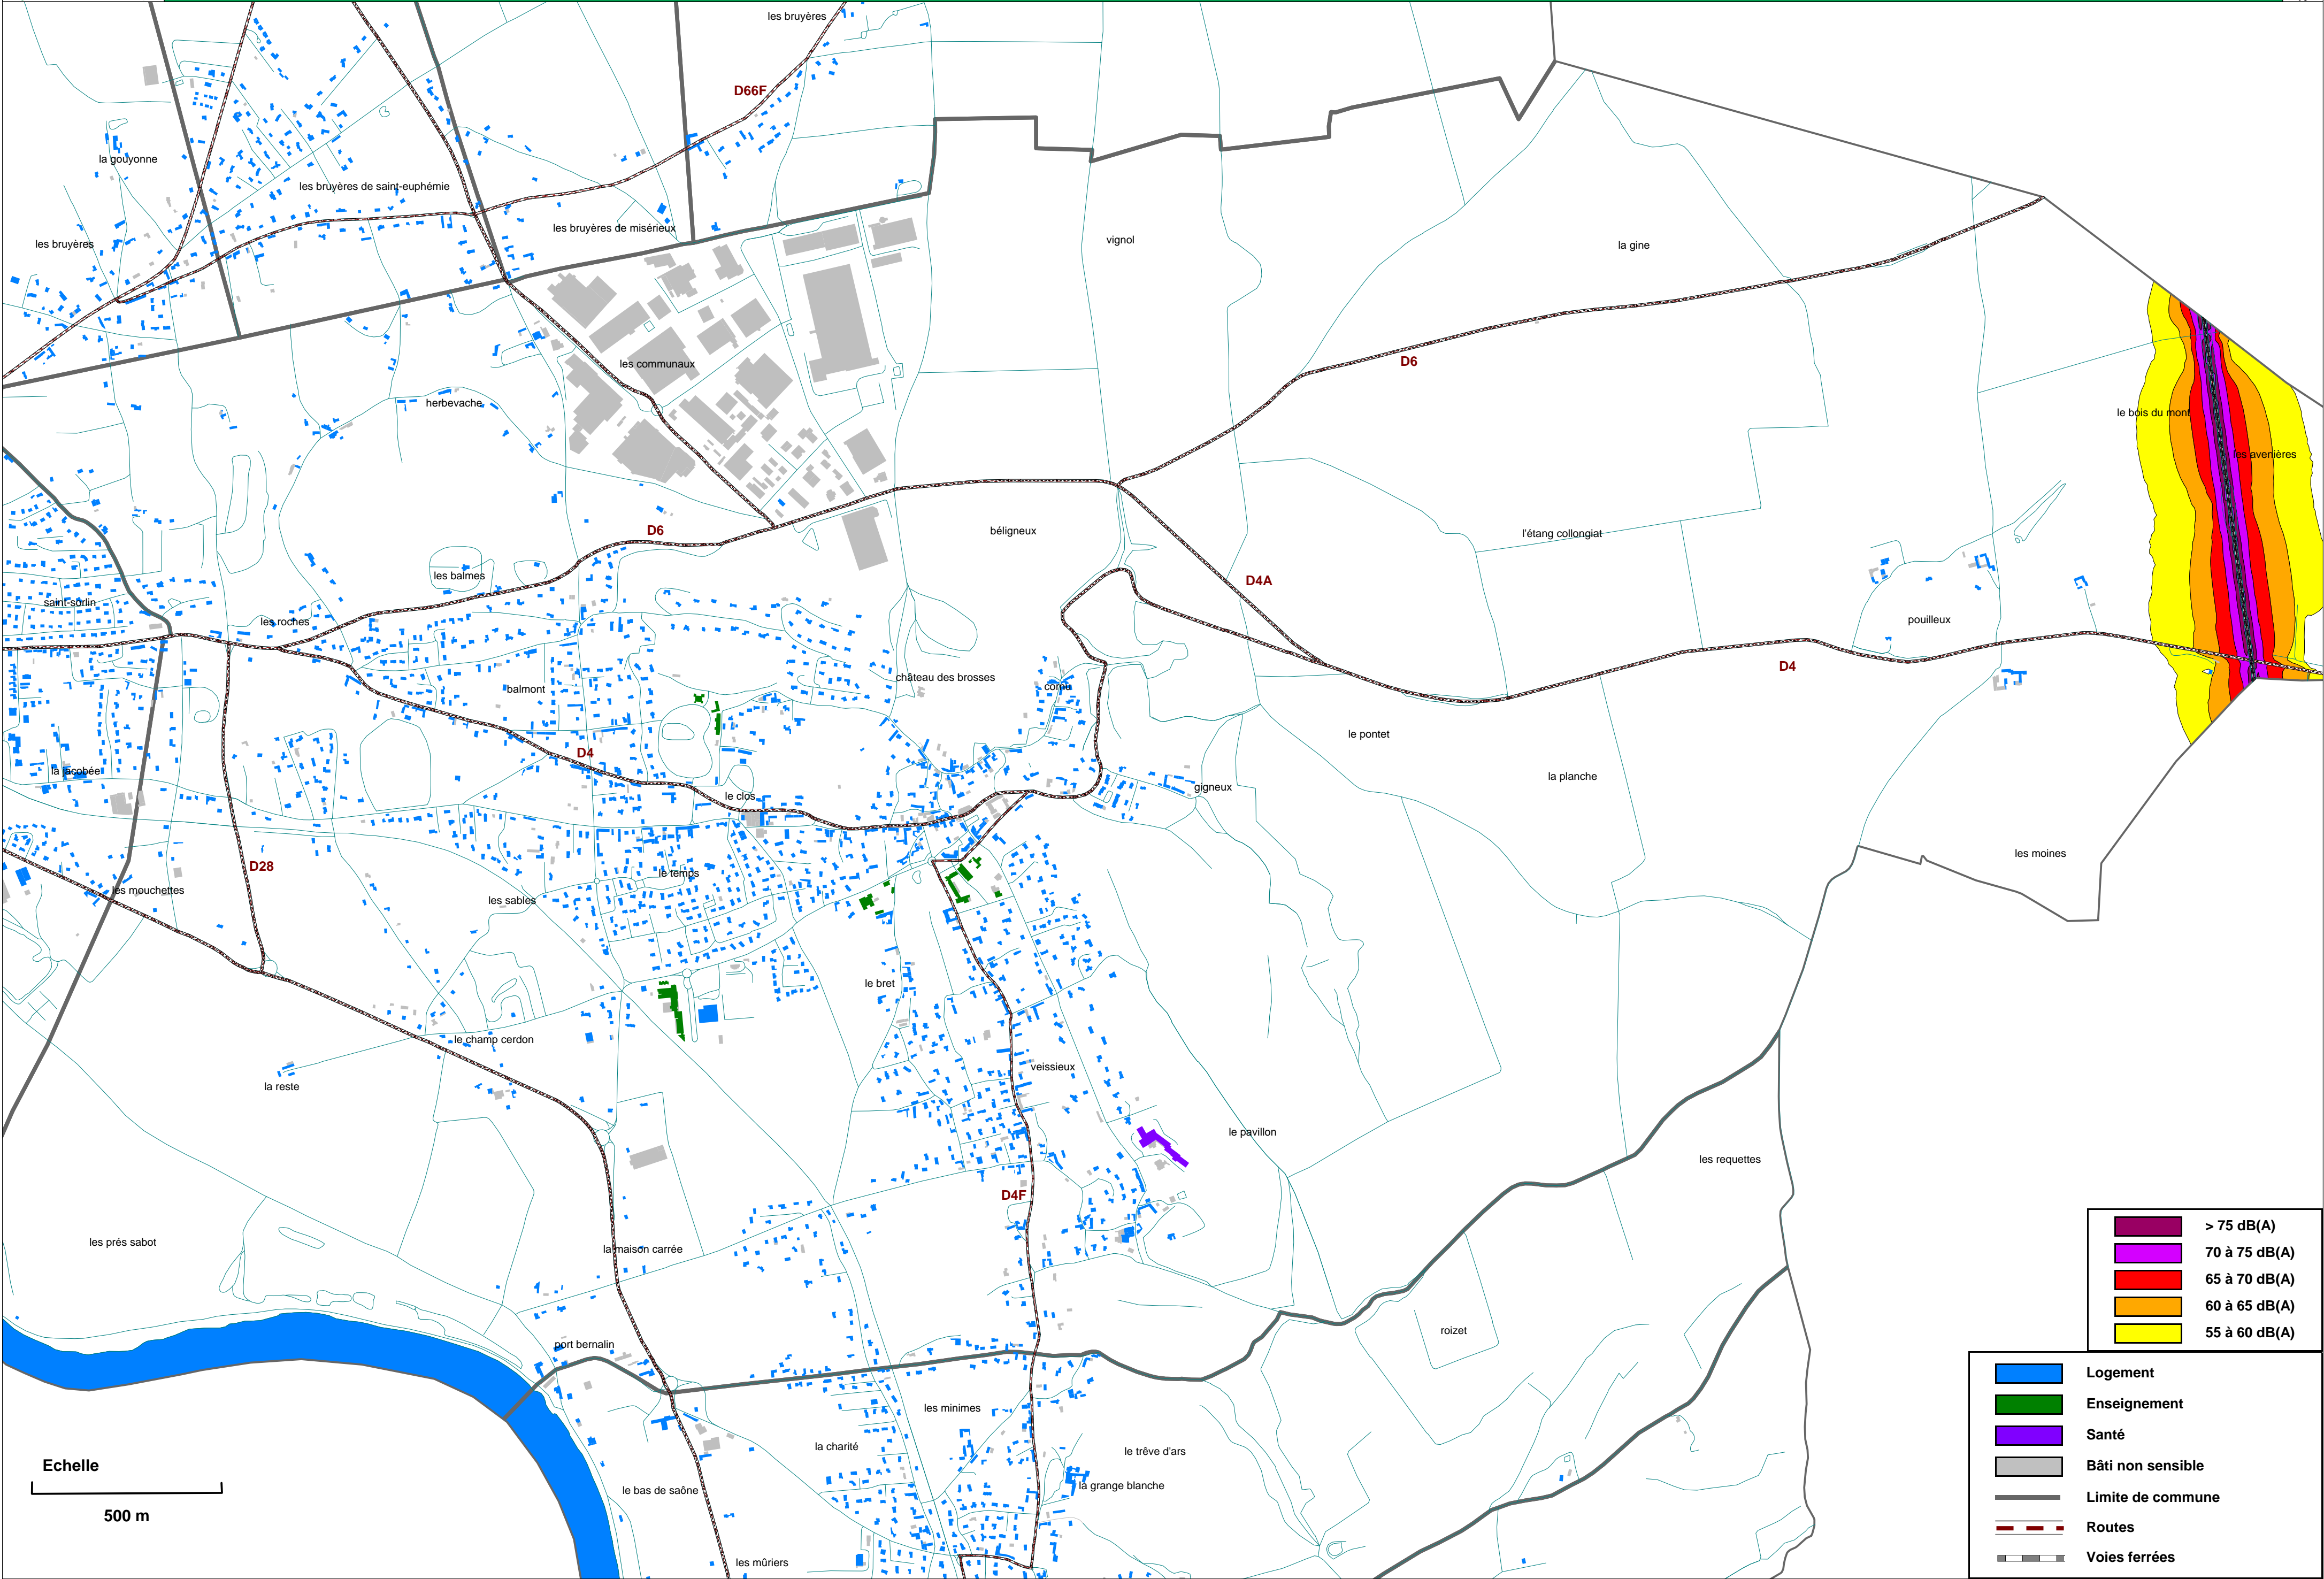 les bruyères
D66F
la gouyonne
les bruyères de saint-euphémie
les bruyères de misérieux
les bruyères
vignol
la gine
les communaux
D6
herbevache
le bois du mont
les avenières
D6
béligneux
l'étang collongiat
les balmes
D4A
saint-sorlin
les roches
pouilleux
D4
château des brosses
cornu
balmont
le pontet
D4
la jacobée
la planche
gigneux
le clos
les moines
D28
le temps
les mouchettes
les sables
le bret
le champ cerdon
veissieux
la reste
le pavillon
les requettes
D4F
les prés sabot
la maison carrée
> 75 dB(A)
70 à 75 dB(A)
65 à 70 dB(A)
60 à 65 dB(A)
55 à 60 dB(A)
roizet
port bernalin
Logement
Enseignement
Santé
Bâti non sensible
Limite de commune
Routes
Voies ferrées
les minimes
la charité
le trêve d'ars
la grange blanche
le bas de saône
les mûriers
Echelle
500 m